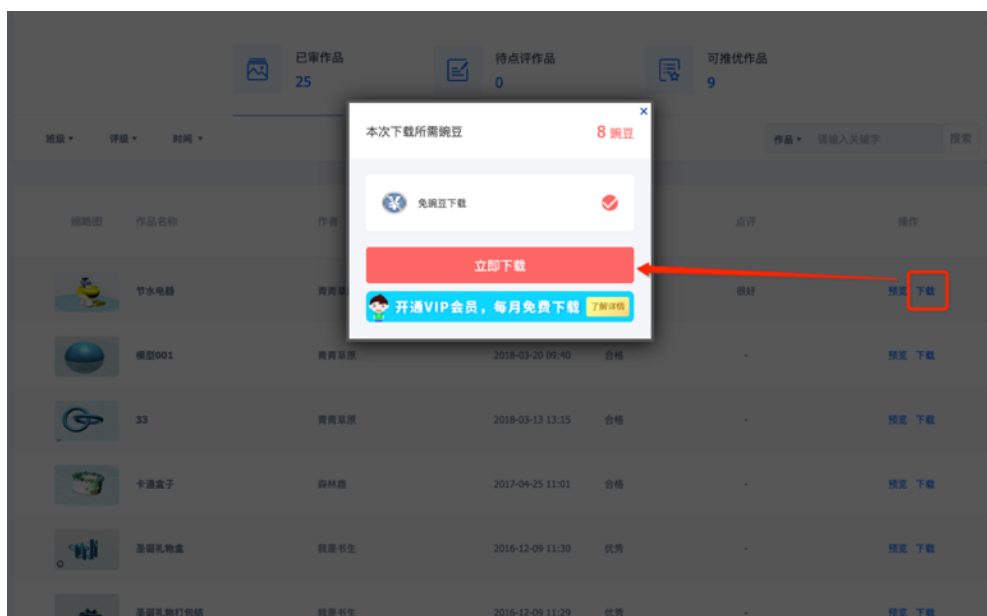 已审作品 待点评作品 可推优作品
25 0 9
本次下载所需豌豆 8 豌豆
班级 评级 时间 作品 请输入关键字 搜索
免豌豆下载
缩略图 作品名称 作者 点评 操作
立即下载
节水电器 青青草 很好 预览 下载
开通VIP会员，每月免费下载 了解详情
模型001 青青草原 2018-03-20 09:40 合格 - 预览 下载
33 青青草原 2018-03-13 13:15 合格 - 预览 下载
卡通盒子 森林鹿 2017-04-25 11:01 合格 - 预览 下载
圣诞礼物盒 我是书生 2016-12-09 11:30 优秀 - 预览 下载
圣诞礼物打包结 我是书生 2016-12-09 11:29 优秀 - 预览 下载